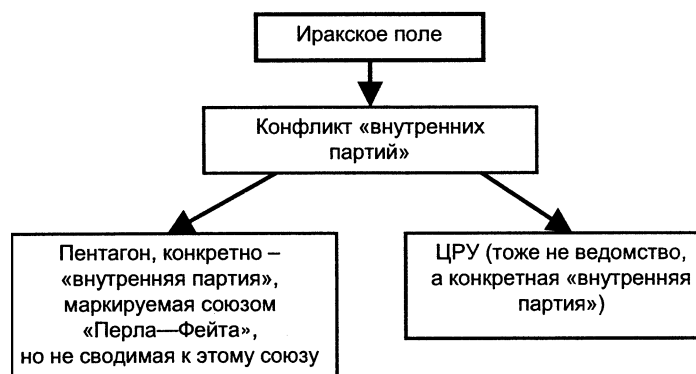 Иракское поле
Конфликт «внутренних
партий»
Пентагон, конкретно –
«внутренняя партия»,
маркируемая союзом
«Перла—Фейта»,
но не сводимая к этому союзу
ЦРУ (тоже не ведомство,
а конкретная «внутренняя
партия»)